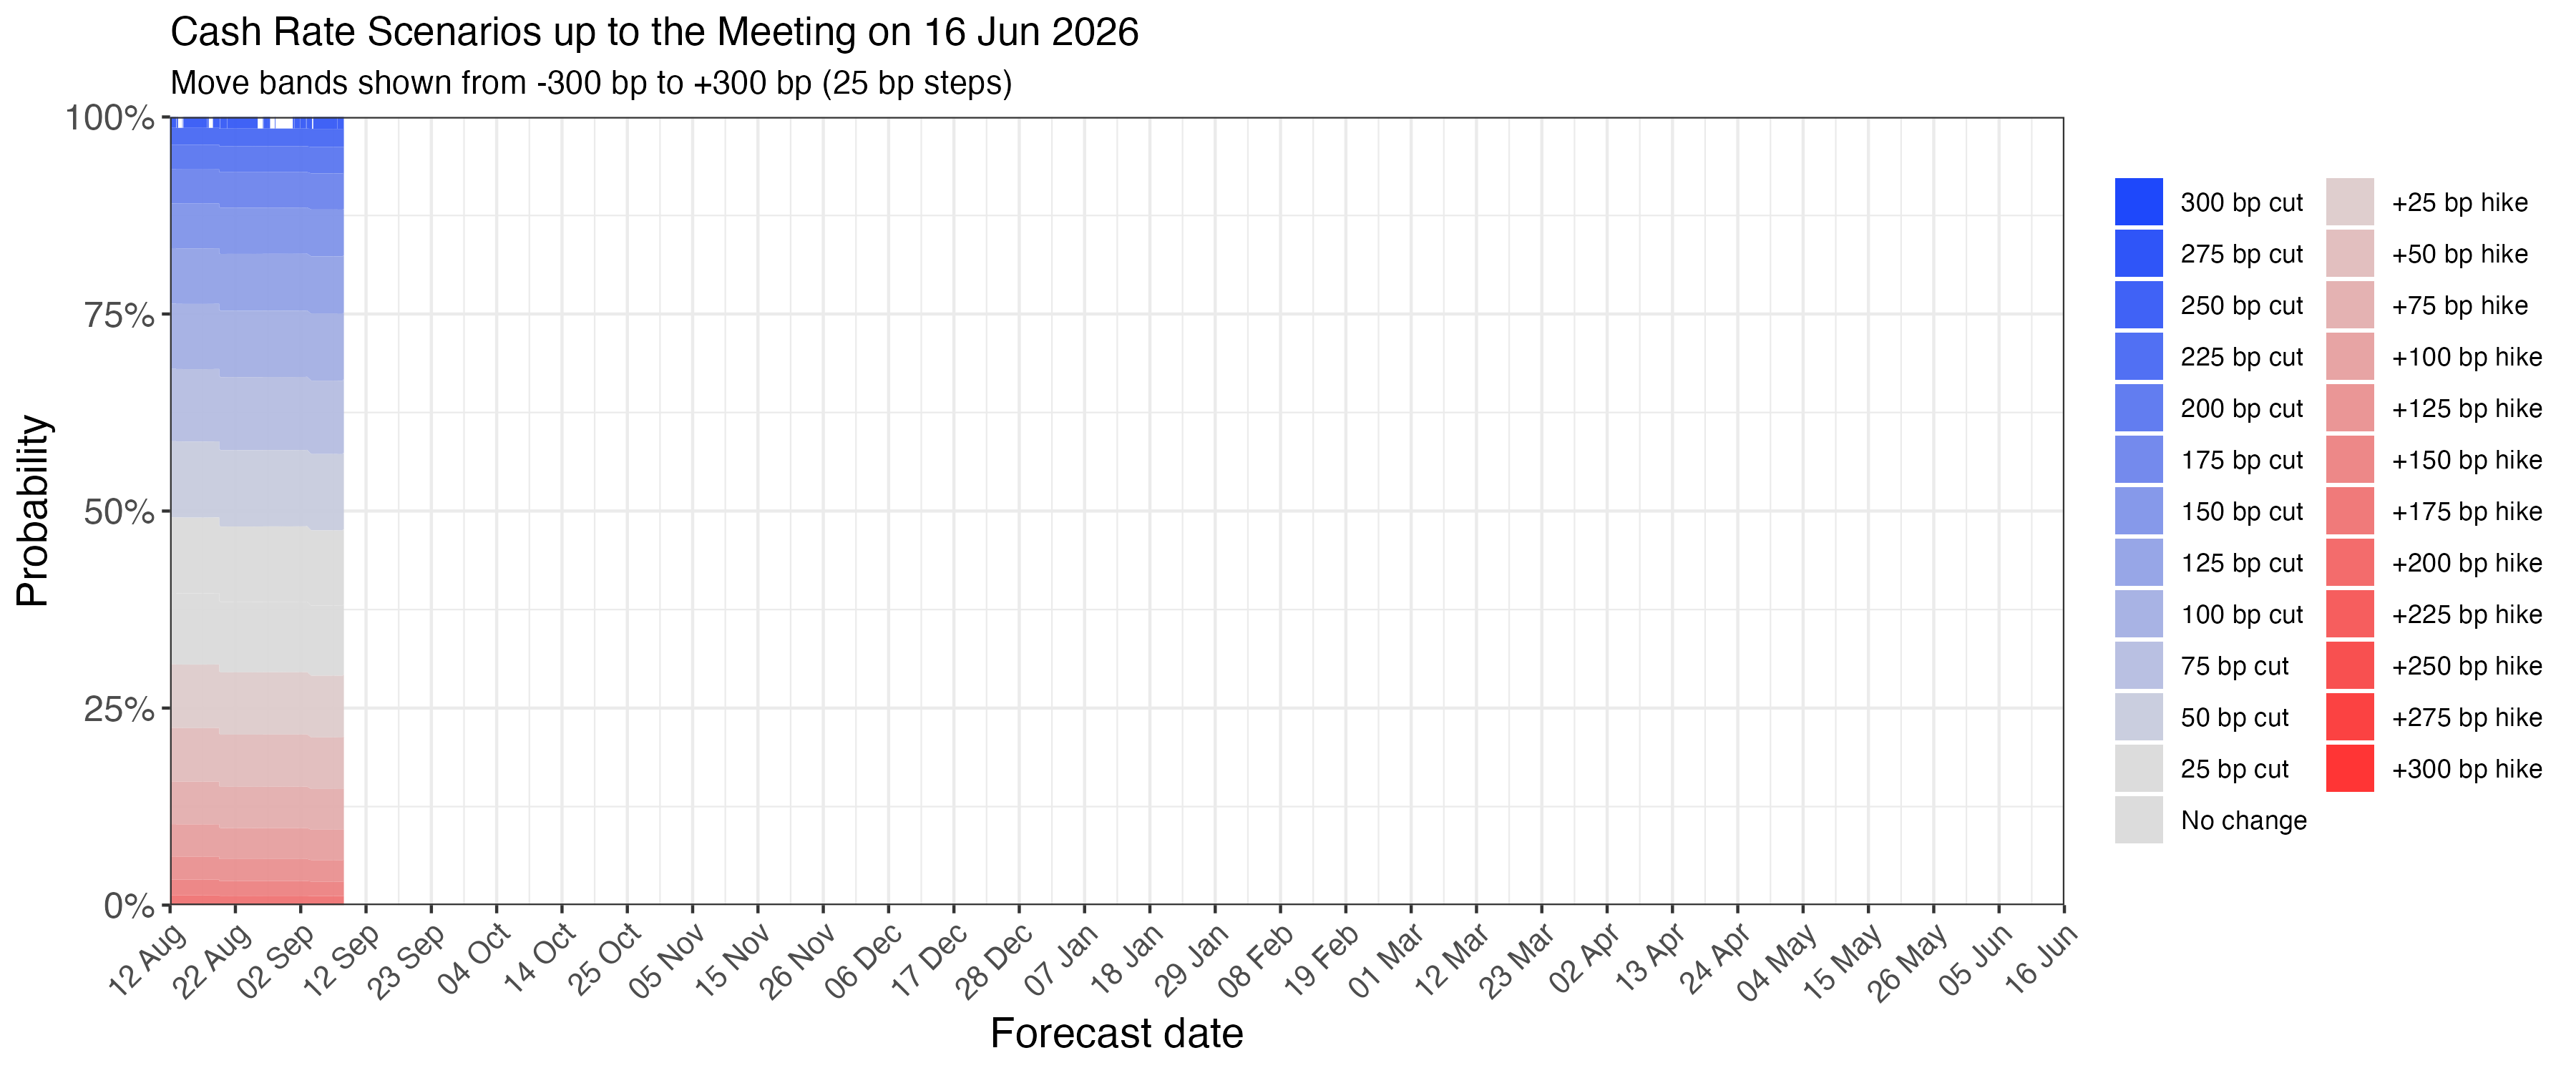 Cash Rate Scenarios up to the Meeting on 16 Jun 2026
Move bands shown from -300 bp to +300 bp (25 bp steps)
Probability
100%
75%
50%
25%
0%
12 Aug
22 Aug
02 Sep
12 Sep
23 Sep
04 Oct
14 Oct
25 Oct
05 Nov
15 Nov
26 Nov
06 Dec
17 Dec
28 Dec
07 Jan
18 Jan
29 Jan
08 Feb
19 Feb
01 Mar
12 Mar
23 Mar
02 Apr
13 Apr
24 Apr
04 May
15 May
26 May
05 Jun
16 Jun
Forecast date
300 bp cut
275 bp cut
250 bp cut
225 bp cut
200 bp cut
175 bp cut
150 bp cut
125 bp cut
100 bp cut
75 bp cut
50 bp cut
25 bp cut
No change
+25 bp hike
+50 bp hike
+75 bp hike
+100 bp hike
+125 bp hike
+150 bp hike
+175 bp hike
+200 bp hike
+225 bp hike
+250 bp hike
+275 bp hike
+300 bp hike